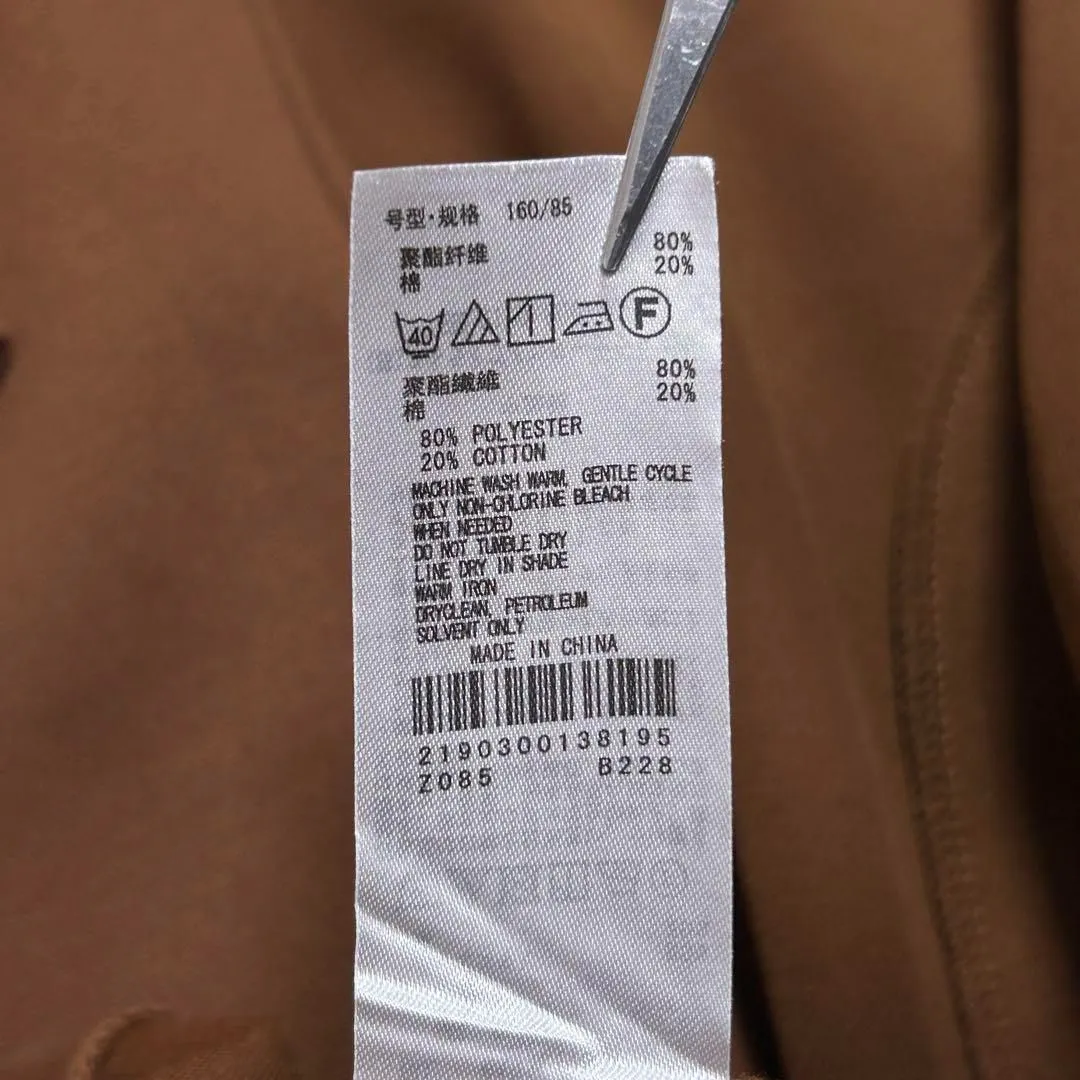 号型·规格 160/85
聚酯纤维 80%
棉 20%
40 F
聚酯纖維 80%
棉 20%
80% POLYESTER
20% COTTON
MACHINE WASH WARM, GENTLE CYCLE
ONLY NON-CHLORINE BLEACH
WHEN NEEDED
DO NOT TUMBLE DRY
LINE DRY IN SHADE
WARM IRON
DRYCLEAN, PETROLEUM
SOLVENT ONLY
MADE IN CHINA
2190300138195
Z085 B228